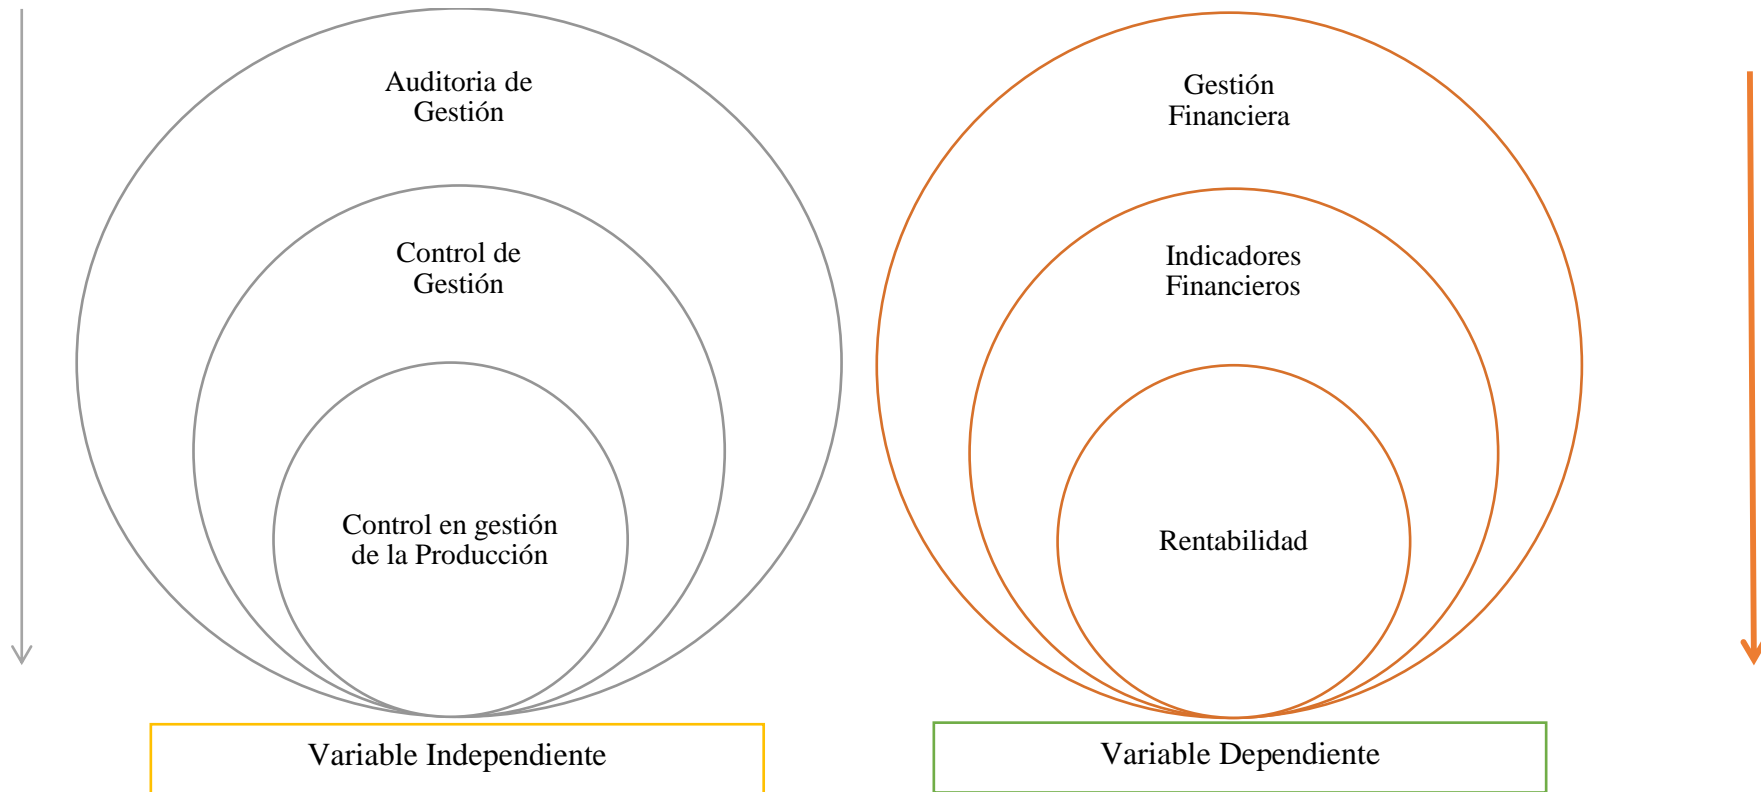 Auditoria de
Gestión
Control de
Gestión
Control en gestión
de la Producción
Variable Independiente
Gestión
Financiera
Indicadores
Financieros
Rentabilidad
Variable Dependiente